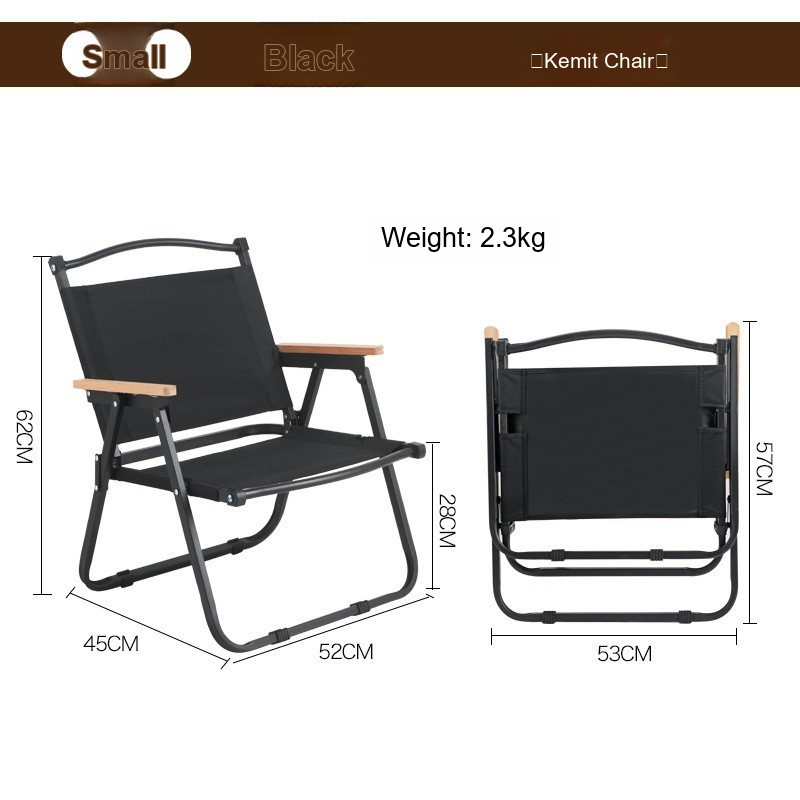 Small
Black
Kemit Chair
Weight: 2.3kg
62CM
28CM
45CM
52CM
57CM
53CM